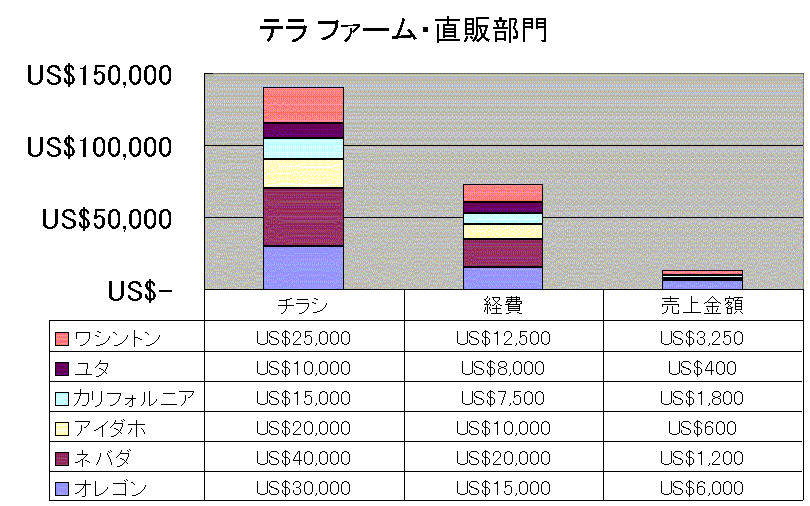 テラ ファーム・直販部門
US$150,000
US$100,000
US$50,000
US$-
チラシ 経費 売上金額
ワシントン US$25,000 US$12,500 US$3,250
ユタ US$10,000 US$8,000 US$400
カリフォルニア US$15,000 US$7,500 US$1,800
アイダホ US$20,000 US$10,000 US$600
ネバダ US$40,000 US$20,000 US$1,200
オレゴン US$30,000 US$15,000 US$6,000